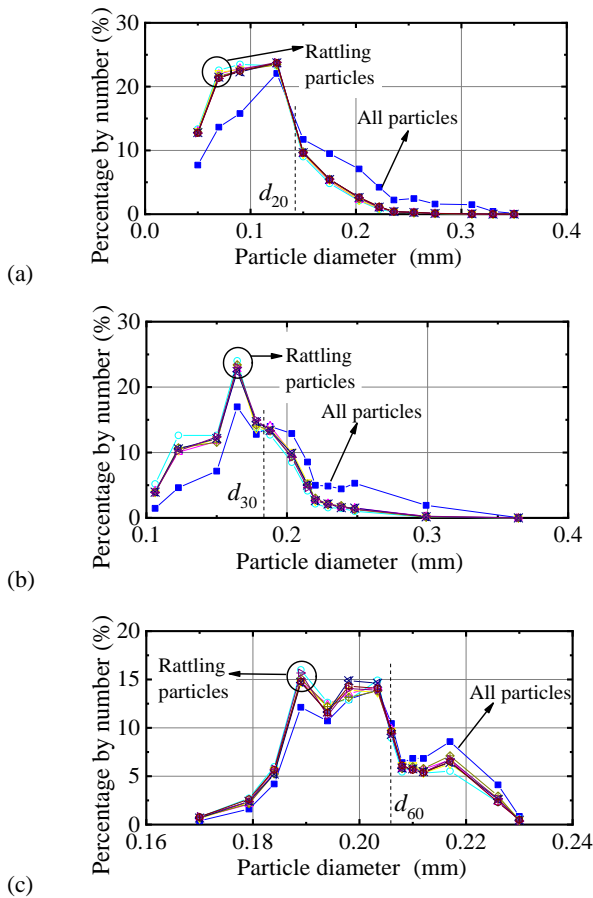 30
Rattling
particles
20
All particles
10
d20
0
0.0 0.1 0.2 0.3 0.4
Percentage by number (%)
Particle diameter (mm)
(a)
30
Rattling
particles
20
All particles
10
d30
0
0.1 0.2 0.3 0.4
Percentage by number (%)
Particle diameter (mm)
(b)
20
Rattling
particles
15
All particles
10
5
d60
0
0.16 0.18 0.20 0.22 0.24
Percentage by number (%)
Particle diameter (mm)
(c)